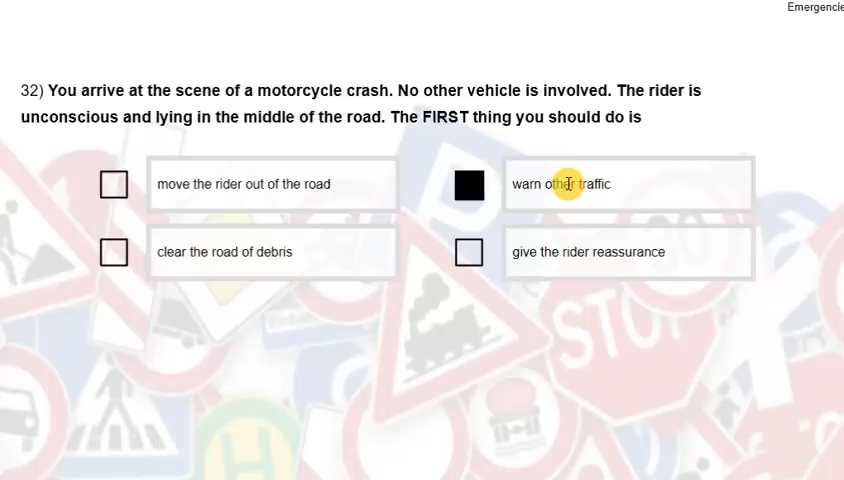 Emergencie
32) You arrive at the scene of a motorcycle crash. No other vehicle is involved. The rider is
unconscious and lying in the middle of the road. The FIRST thing you should do is
move the rider out of the road
warn other traffic
clear the road of debris
give the rider reassurance
STOP
H